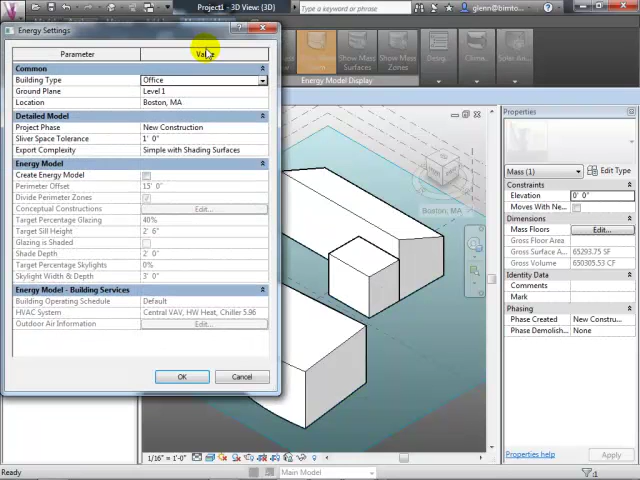 Project1 - 3D View: {3D}
Type a keyword or phrase
glenn@bimto...
Energy Settings
Parameter
Common
Building Type Office
Ground Plane Level 1
Location Boston, MA
Detailed Model
Project Phase New Construction
Sliver Space Tolerance 1' 0"
Export Complexity Simple with Shading Surfaces
Energy Model
Create Energy Model
Perimeter Offset 15' 0"
Divide Perimeter Zones
Conceptual Constructions Edit...
Target Percentage Glazing 40%
Target Sill Height 2' 6"
Glazing is Shaded
Shade Depth 2' 0"
Target Percentage Skylights 0%
Skylight Width & Depth 3' 0"
Energy Model - Building Services
Building Operating Schedule Default
HVAC System Central VAV, HW Heat, Chiller 5.96
Outdoor Air Information Edit...
OK
Cancel
Show Mass
Surfaces
Show Mass
Zones
Desig...
Clime...
Solar An...
Energy Model Display
Boston, MA
Properties
Mass (1)
Edit Type
Constraints
Elevation 0' 0"
Moves With Ne...
Dimensions
Mass Floors Edit...
Gross Floor Area
Gross Surface A... 65293.75 SF
Gross Volume 650305.53 CF
Identity Data
Comments
Mark
Phasing
Phase Created New Constru...
Phase Demolish... None
Properties help
Apply
1/16" = 1'-0"
Ready
Main Model
:1